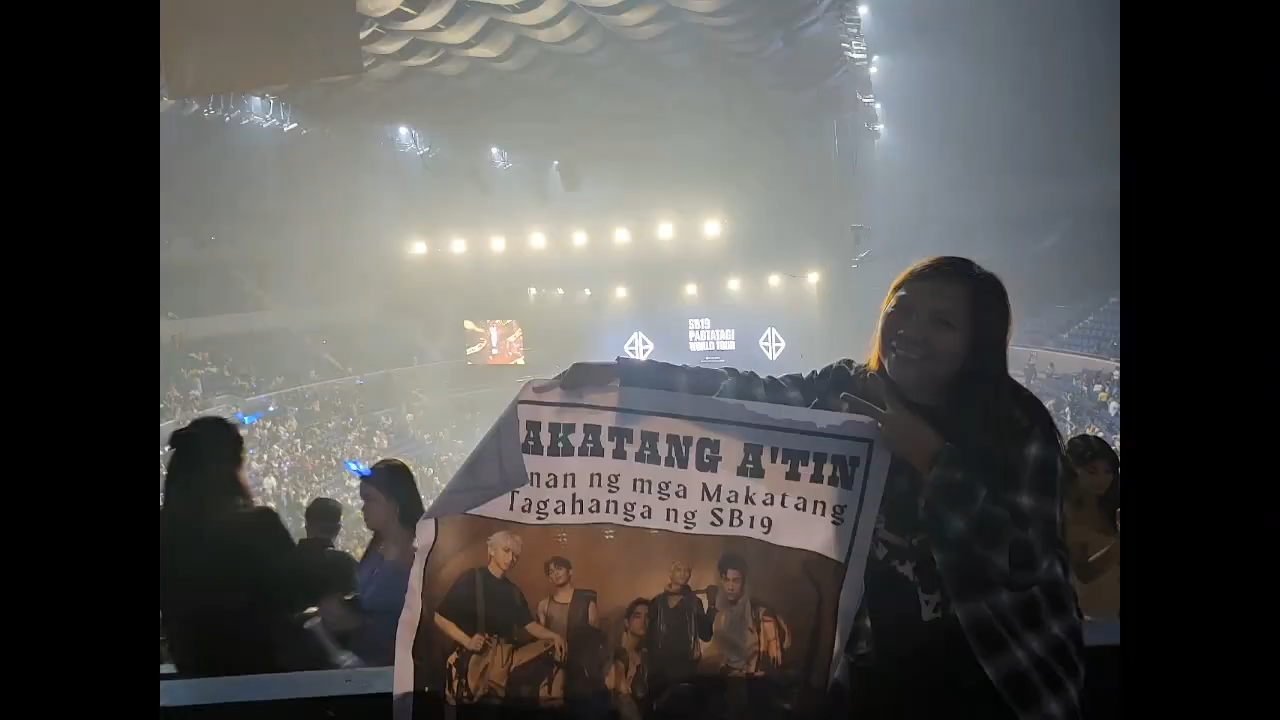 SB19
PAGTATAG!
WORLD TOUR
AKATANG A'TIN
nan ng mga Makatang
Tagahanga ng SB19